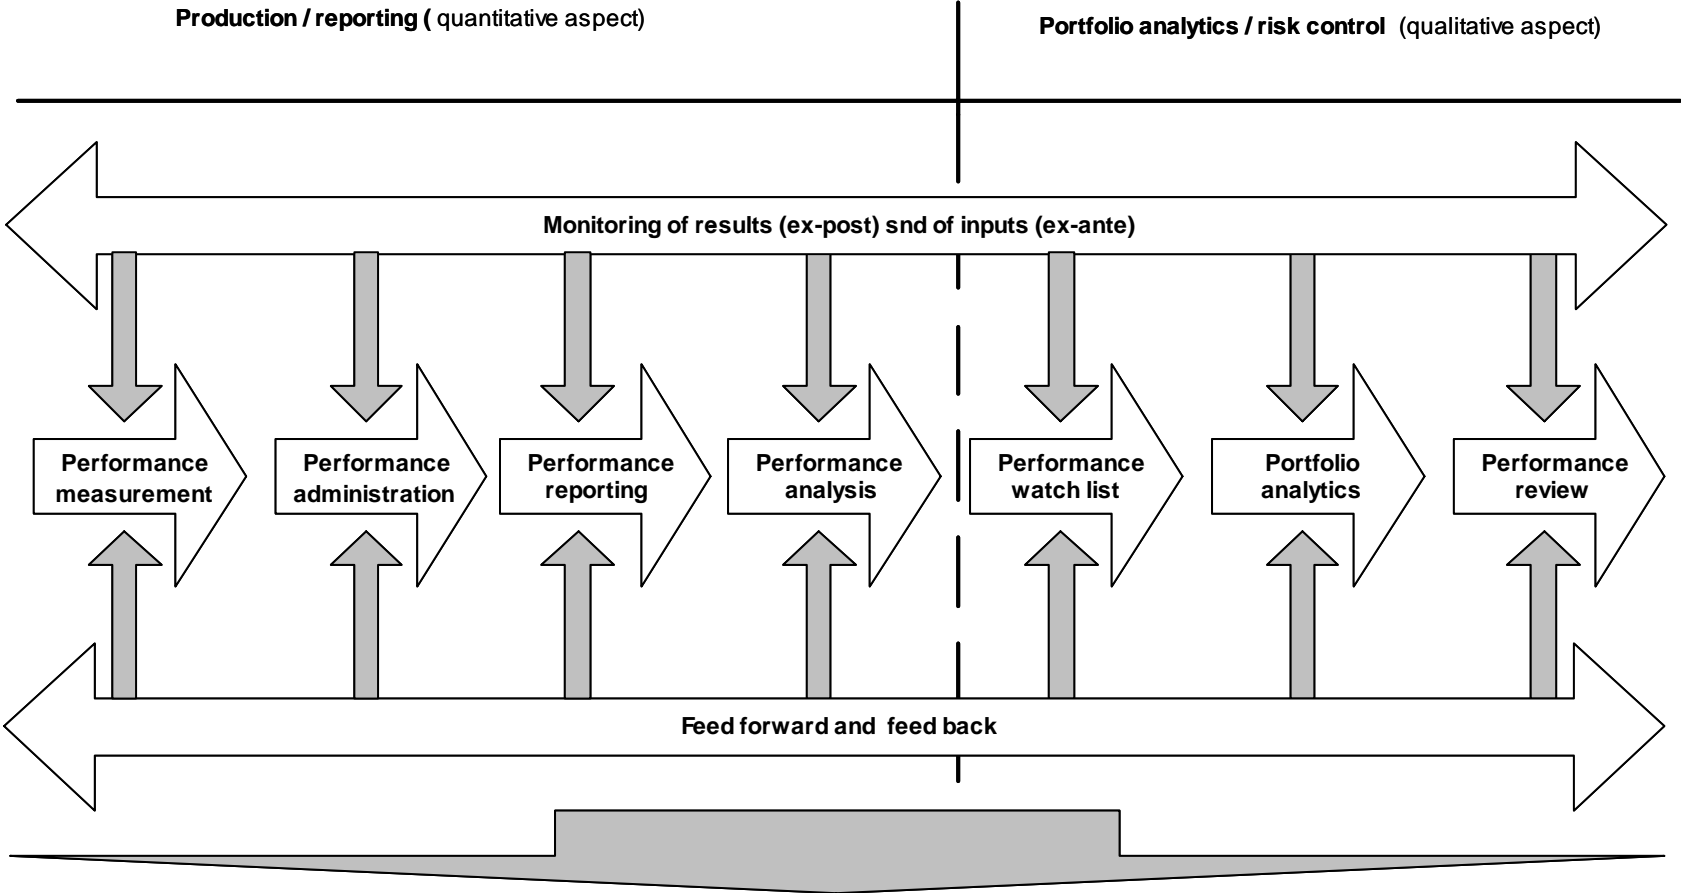 Production / reporting ( quantitative aspect)
Portfolio analytics / risk control (qualitative aspect)
Monitoring of results (ex-post) snd of inputs (ex-ante)
Performance
measurement
Performance
administration
Performance
reporting
Performance
analysis
Performance
watch list
Portfolio
analytics
Performance
review
Feed forward and feed back